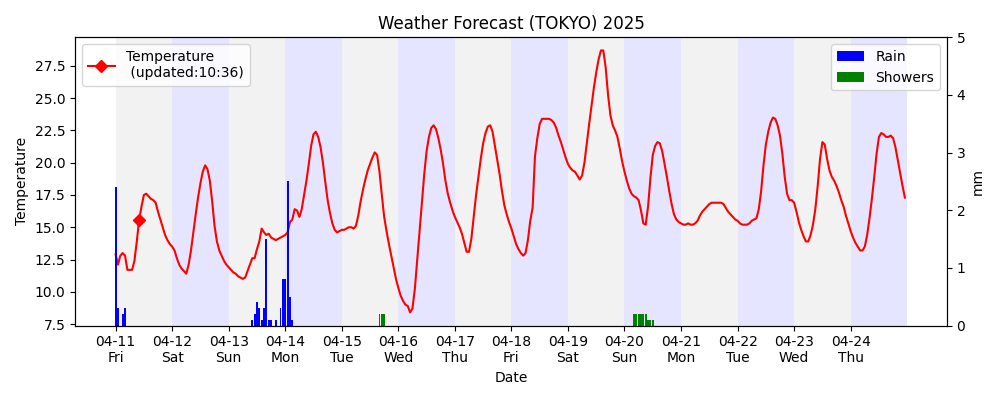 Weather Forecast (TOKYO) 2025
Temperature
(updated:10:36)
Rain
Showers
Temperature
27.5
25.0
22.5
20.0
17.5
15.0
12.5
10.0
7.5
5
4
3
2
1
0
mm
04-11 04-12 04-13 04-14 04-15 04-16 04-17 04-18 04-19 04-20 04-21 04-22 04-23 04-24
Fri Sat Sun Mon Tue Wed Thu Fri Sat Sun Mon Tue Wed Thu
Date